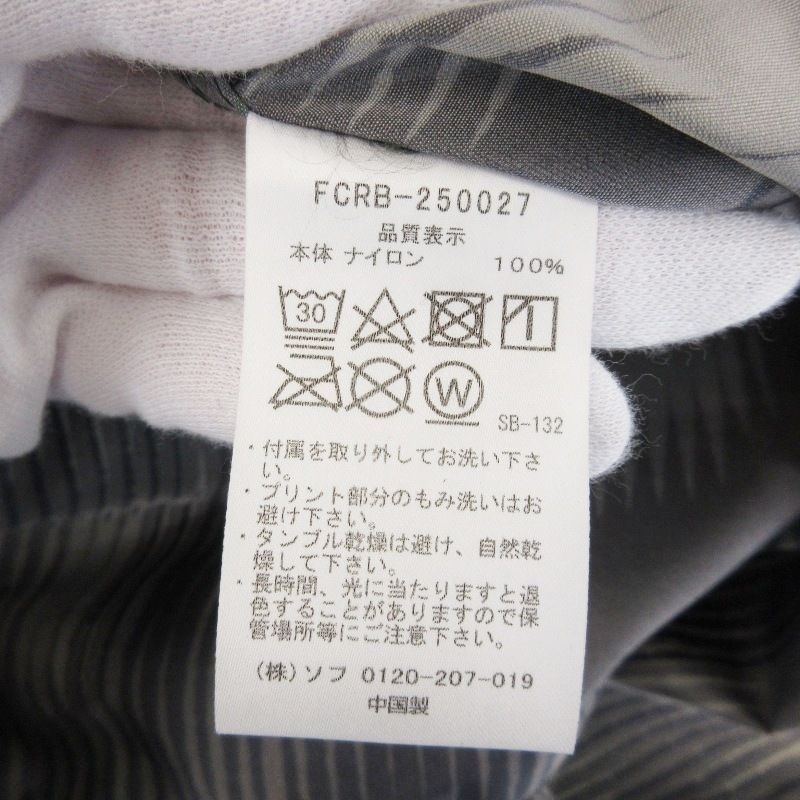 FCRB-250027
品質表示
本体 ナイロン 100%
30
W
SB-132
・付属を取り外してお洗い下さ
い。
・プリント部分のもみ洗いはお
避け下さい。
・タンブル乾燥は避け、自然乾
燥して下さい。
・長時間、光に当たりますと退
色することがありますので保
管場所等にご注意下さい。
(株)ソフ 0120-207-019
中国製